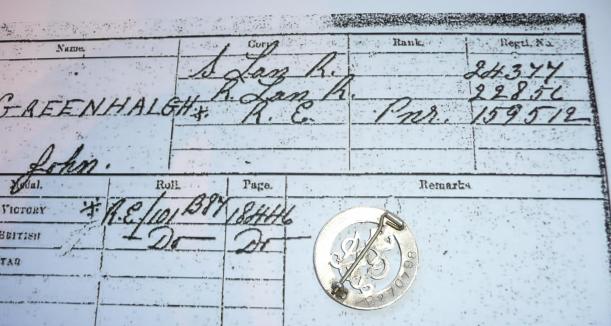 Name. Corps. Rank. Regtl. No.
S. Lan R. 24377
R. Lan R. 22856
GREENHALGH * R. E. Pnr. 159512
John.
Medal. Roll. Page. Remarks
VICTORY * R.E/101 B87 18446
BRITISH - Do - Do
STAR